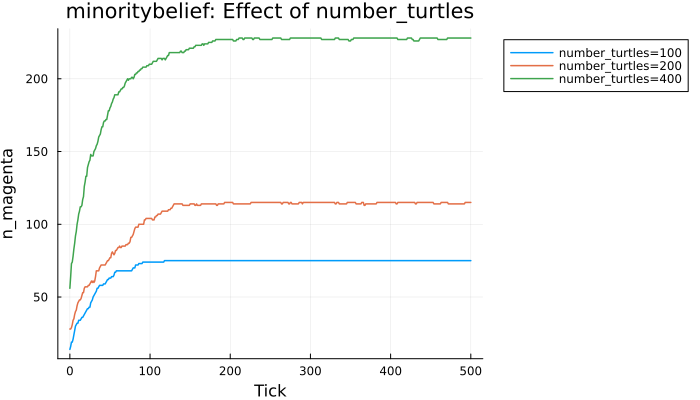 minoritybelief: Effect of number_turtles
number_turtles=100
number_turtles=200
number_turtles=400
n_magenta
200
150
100
50
0
100
200
300
400
500
Tick